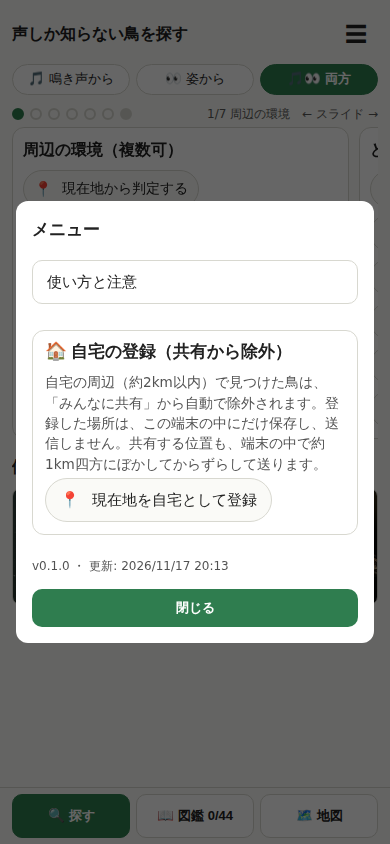 声しか知らない鳥を探す
🎵 鳴き声から
👀 姿から
🎵👀 両方
1/7 周辺の環境 ← スライド →
周辺の環境（複数可）
📍 現在地から判定する
メニュー
使い方と注意
🏠 自宅の登録（共有から除外）
自宅の周辺（約2km以内）で見つけた鳥は、
「みんなに共有」から自動で除外されます。登
録した場所は、この端末の中にだけ保存し、送
信しません。共有する位置も、端末の中で約
1km四方にぼかしてからずらして送ります。
📍 現在地を自宅として登録
v0.1.0 ・ 更新: 2026/11/17 20:13
閉じる
🔍 探す
📖 図鑑 0/44
🗺️ 地図